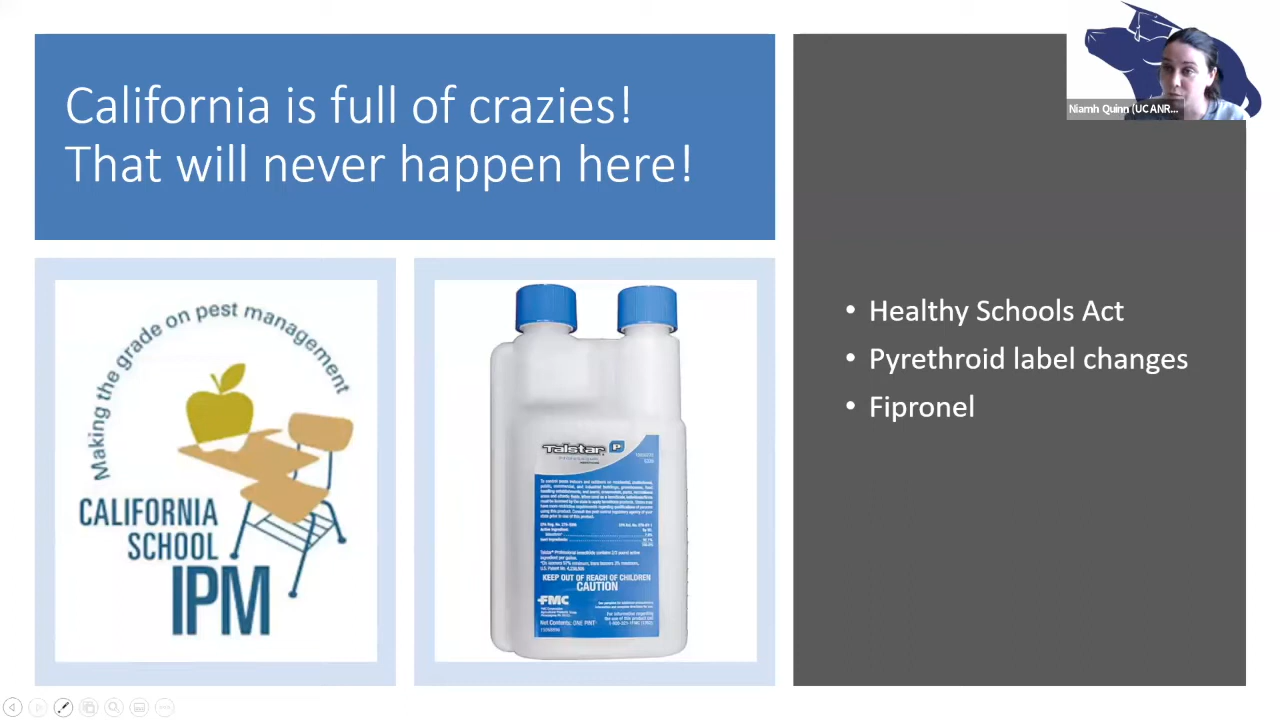 California is full of crazies!
That will never happen here!
Niamh Quinn (UC ANR...
• Healthy Schools Act
• Pyrethroid label changes
• Fipronel
Making the grade on pest management
CALIFORNIA
SCHOOL
IPM
Talstar P
KEEP OUT OF REACH OF CHILDREN
CAUTION
FMC
Net Contents: ONE PINT